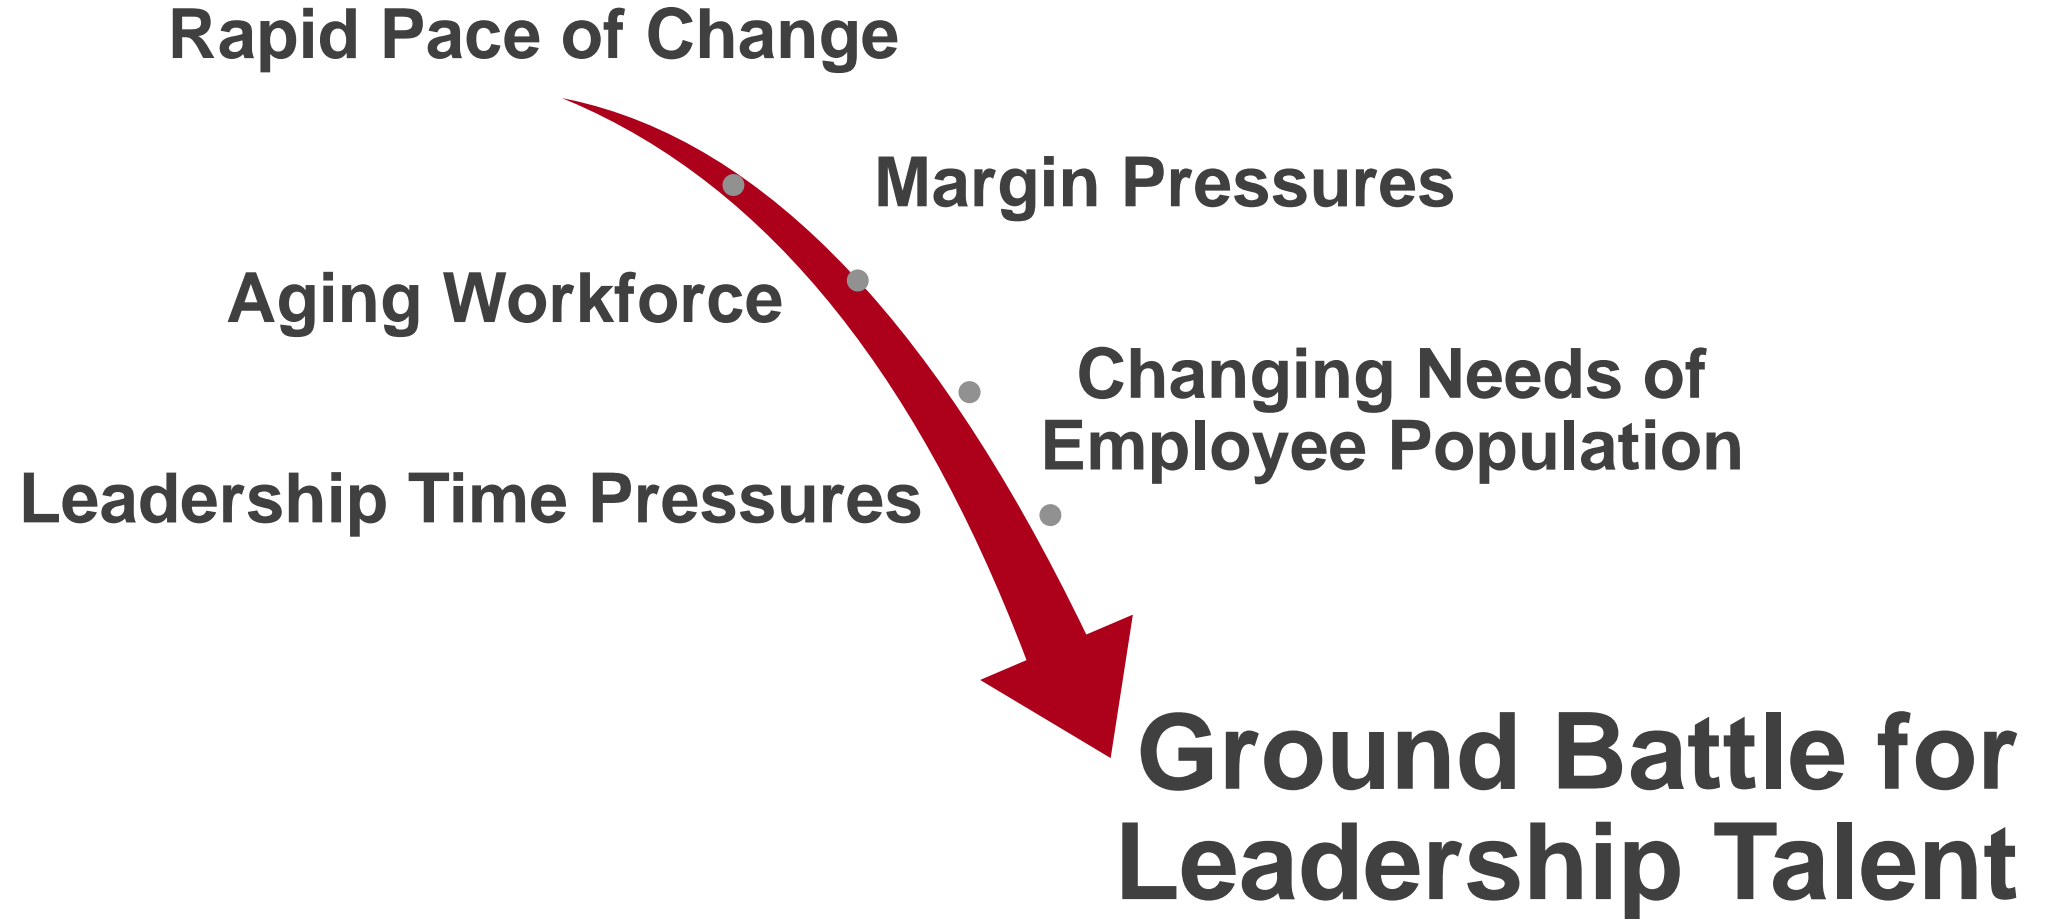 Rapid Pace of Change
Margin Pressures
Aging Workforce
Changing Needs of
Employee Population
Leadership Time Pressures
Ground Battle for
Leadership Talent